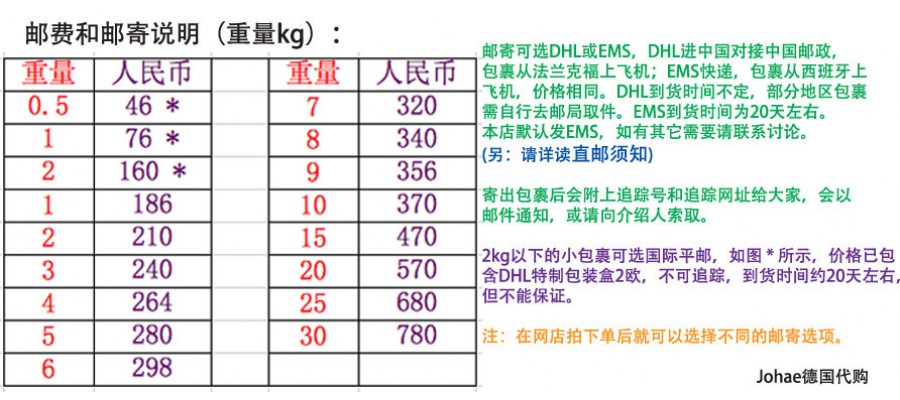 邮费和邮寄说明（重量kg）：
重量 人民币 重量 人民币
0.5 46 * 7 320
1 76 * 8 340
2 160 * 9 356
1 186 10 370
2 210 15 470
3 240 20 570
4 264 25 680
5 280 30 780
6 298
邮寄可选DHL或EMS，DHL进中国对接中国邮政，
包裹从法兰克福上飞机；EMS快递，包裹从西班牙上
飞机，价格相同。DHL到货时间不定，部分地区包裹
需自行去邮局取件。EMS到货时间为20天左右。
本店默认发EMS，如有其它需要请联系讨论。
(另：请详读直邮须知)
寄出包裹后会附上追踪号和追踪网址给大家，会以
邮件通知，或请向介绍人索取。
2kg以下的小包裹可选国际平邮，如图 * 所示，价格已包
含DHL特制包装盒2欧，不可追踪，到货时间约20天左右，
但不能保证。
注：在网店拍下单后就可以选择不同的邮寄选项。
Johae德国代购